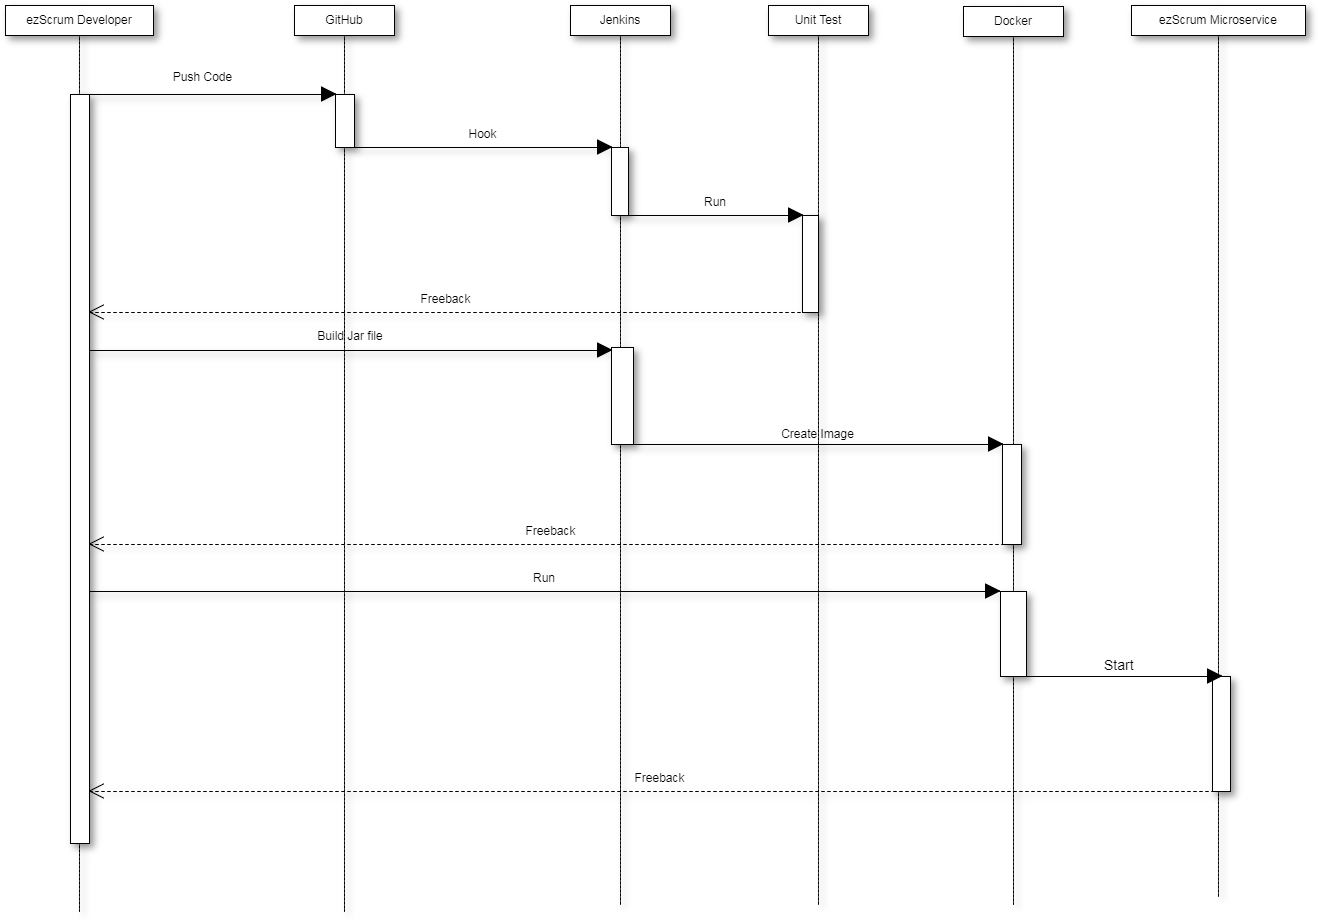 ezScrum Developer
GitHub
Jenkins
Unit Test
Docker
ezScrum Microservice
Push Code
Hook
Run
Freeback
Build Jar file
Create Image
Freeback
Run
Start
Freeback